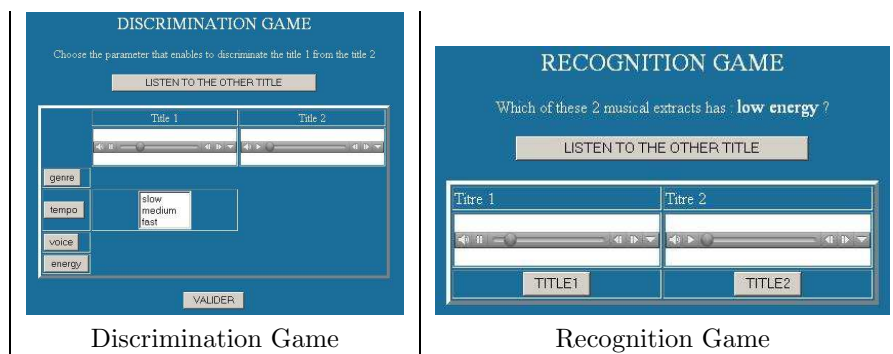 DISCRIMINATION GAME
Choose the parameter that enables to discriminate the title 1 from the title 2
LISTEN TO THE OTHER TITLE
Title 1 Title 2
genre
tempo
slow
medium
fast
voice
energy
VALIDER
Discrimination Game
RECOGNITION GAME
Which of these 2 musical extracts has : low energy ?
LISTEN TO THE OTHER TITLE
Titre 1 Titre 2
TITLE1 TITLE2
Recognition Game